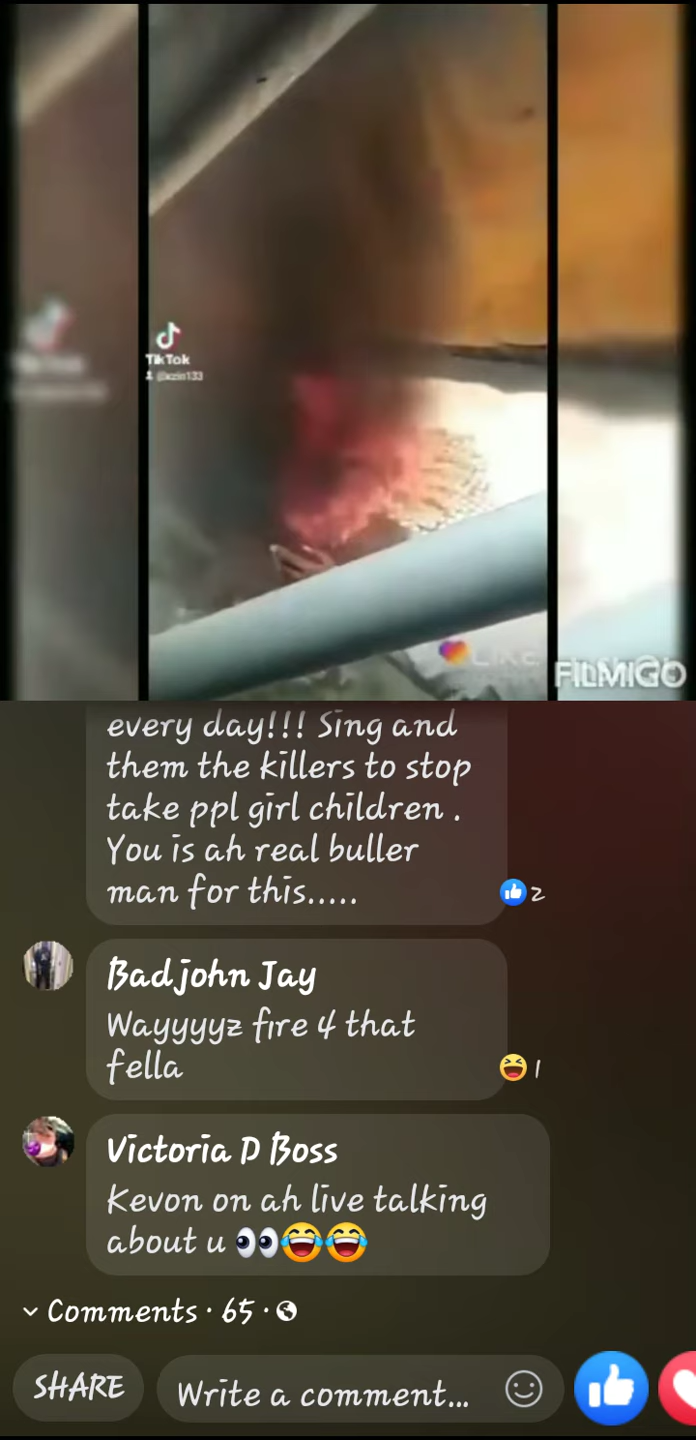 TikTok
LIKE
FILMIGO
every day!!! Sing and
them the killers to stop
take ppl girl children .
You is ah real buller
man for this.....
2
Badjohn Jay
Wayyyyz fire 4 that
fella
1
Victoria D Boss
Kevon on ah live talking
about u 👀😂😂
Comments · 65 ·
SHARE
Write a comment...